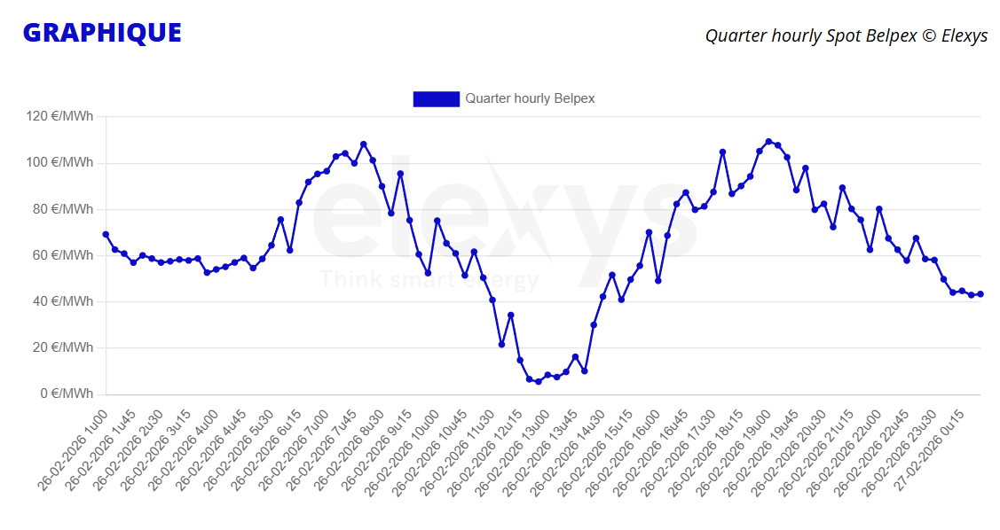 GRAPHIQUE
Quarter hourly Spot Belpex © Elexys
Quarter hourly Belpex
120 €/MWh
100 €/MWh
80 €/MWh
60 €/MWh
40 €/MWh
20 €/MWh
0 €/MWh
elexys
Think smart energy
26-02-2026 1u00
26-02-2026 1u45
26-02-2026 2u30
26-02-2026 3u15
26-02-2026 4u00
26-02-2026 4u45
26-02-2026 5u30
26-02-2026 6u15
26-02-2026 7u00
26-02-2026 7u45
26-02-2026 8u30
26-02-2026 9u15
26-02-2026 10u00
26-02-2026 10u45
26-02-2026 11u30
26-02-2026 12u15
26-02-2026 13u00
26-02-2026 13u45
26-02-2026 14u30
26-02-2026 15u15
26-02-2026 16u00
26-02-2026 16u45
26-02-2026 17u30
26-02-2026 18u15
26-02-2026 19u00
26-02-2026 19u45
26-02-2026 20u30
26-02-2026 21u15
26-02-2026 22u00
26-02-2026 22u45
26-02-2026 23u30
27-02-2026 0u15